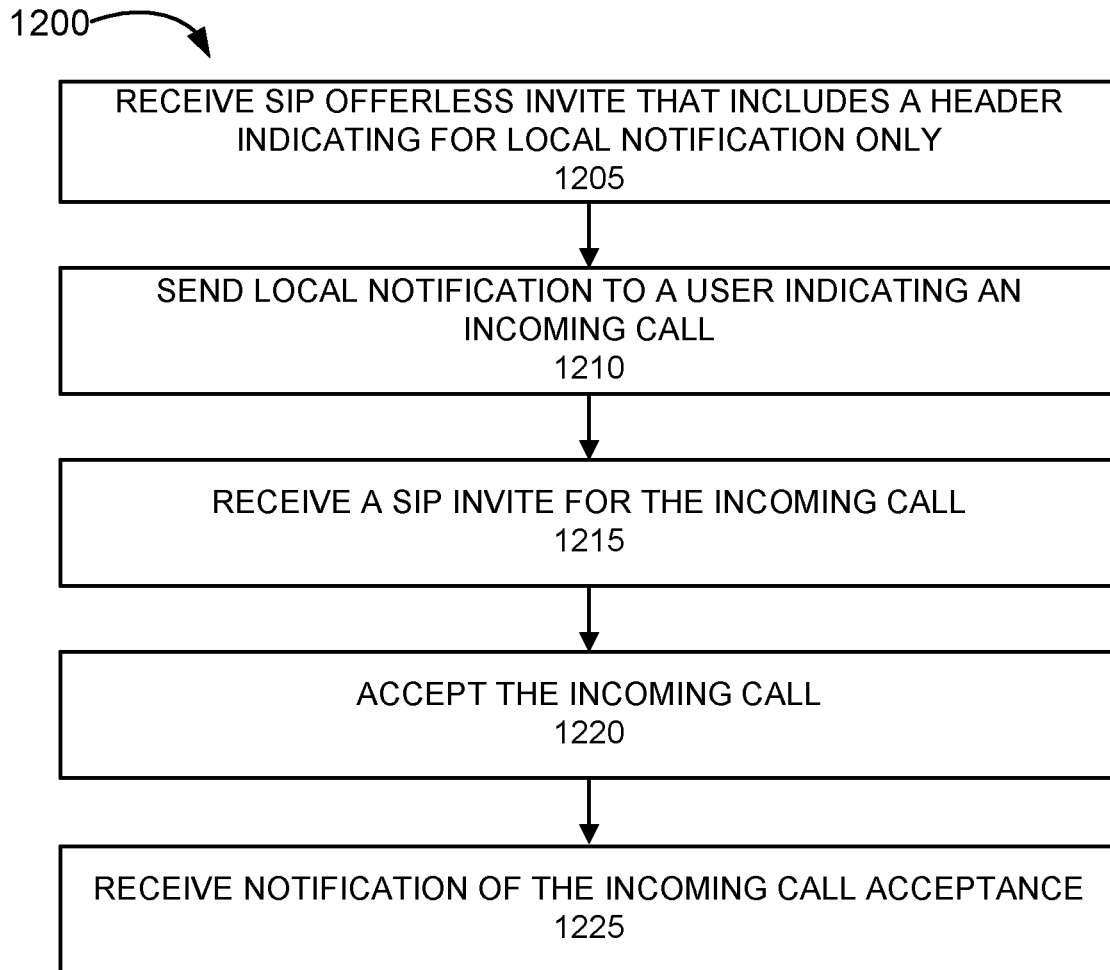 1200
RECEIVE SIP OFFERLESS INVITE THAT INCLUDES A HEADER
INDICATING FOR LOCAL NOTIFICATION ONLY
1205
SEND LOCAL NOTIFICATION TO A USER INDICATING AN
INCOMING CALL
1210
RECEIVE A SIP INVITE FOR THE INCOMING CALL
1215
ACCEPT THE INCOMING CALL
1220
RECEIVE NOTIFICATION OF THE INCOMING CALL ACCEPTANCE
1225